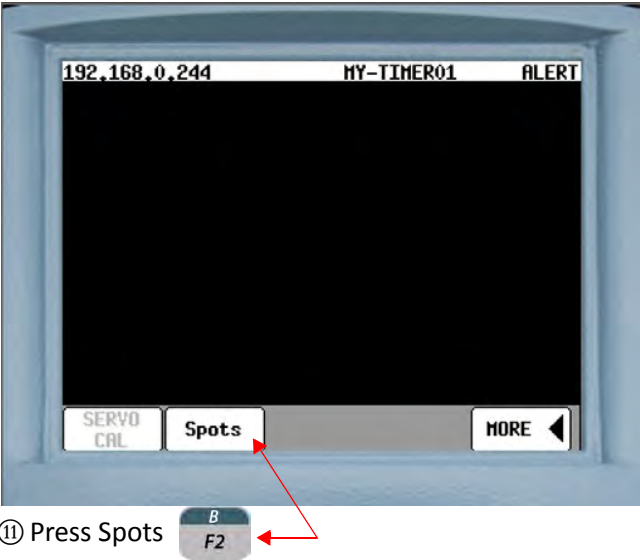 192.168.0.244 MY-TIMER01 ALERT
SERVO
CAL
Spots
MORE
⑪ Press Spots
B
F2